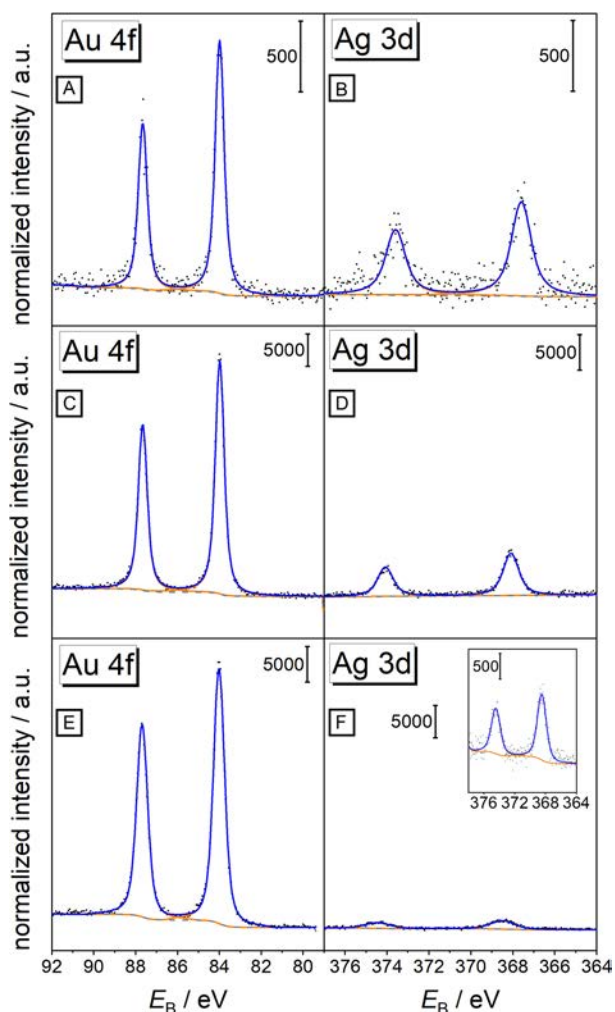 Au 4f
500
Ag 3d
500
A
B
normalized intensity / a.u.
Au 4f
Ag 3d
5000
5000
C
D
normalized intensity / a.u.
Au 4f
5000
Ag 3d
500
E
F
5000
376 372 368 364
normalized intensity / a.u.
92 90 88 86 84 82 80
376 374 372 370 368 366 364
E_B / eV
E_B / eV